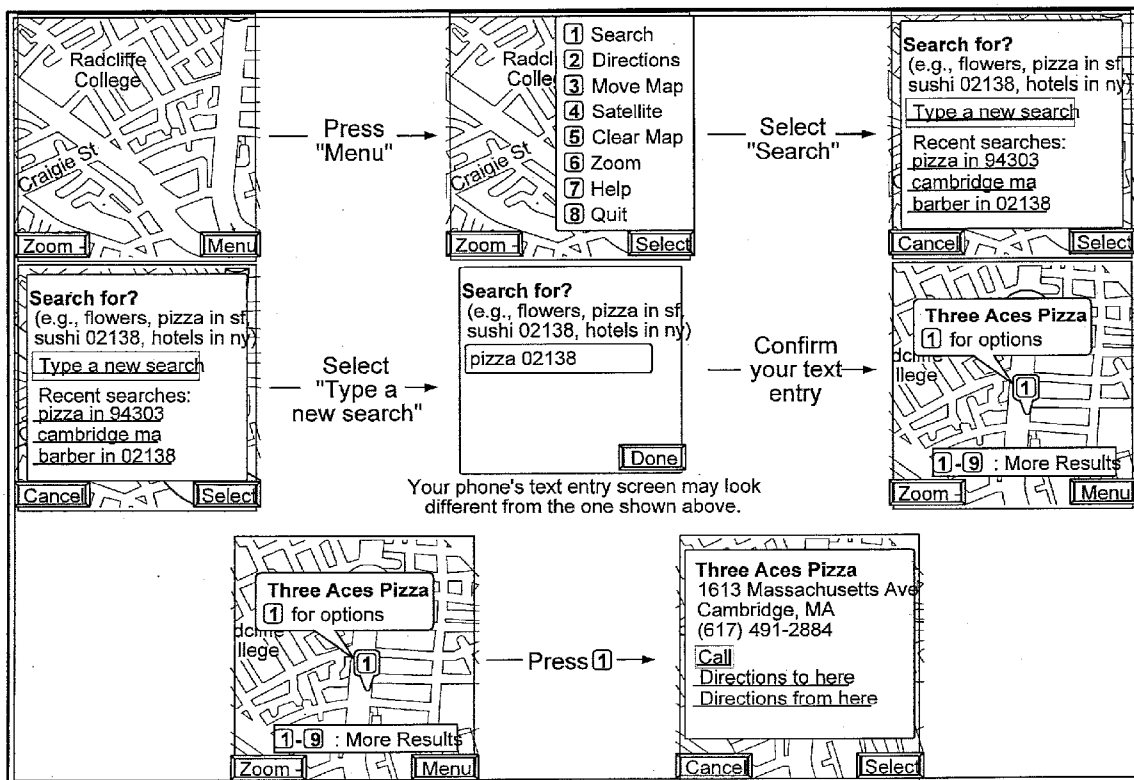 Radcliffe
College
Craigie St
Zoom -
Menu
Press
"Menu"
Radcl
Colle
Craigie St
1 Search
2 Directions
3 Move Map
4 Satellite
5 Clear Map
6 Zoom
7 Help
8 Quit
Zoom -
Select
Select
"Search"
Search for?
(e.g., flowers, pizza in sf,
sushi 02138, hotels in ny)
Type a new search
Recent searches:
pizza in 94303
cambridge ma
barber in 02138
Cancel
Select
Search for?
(e.g., flowers, pizza in sf,
sushi 02138, hotels in ny)
Type a new search
Recent searches:
pizza in 94303
cambridge ma
barber in 02138
Cancel
Select
Select
"Type a
new search"
Search for?
(e.g., flowers, pizza in sf,
sushi 02138, hotels in ny)
pizza 02138
Done
Your phone's text entry screen may look
different from the one shown above.
Confirm
your text
entry
Three Aces Pizza
1 for options
llege
1
1-9 : More Results
Zoom -
Menu
Three Aces Pizza
1 for options
llege
1
1-9 : More Results
Zoom -
Menu
Press 1
Three Aces Pizza
1613 Massachusetts Ave
Cambridge, MA
(617) 491-2884
Call
Directions to here
Directions from here
Cancel
Select